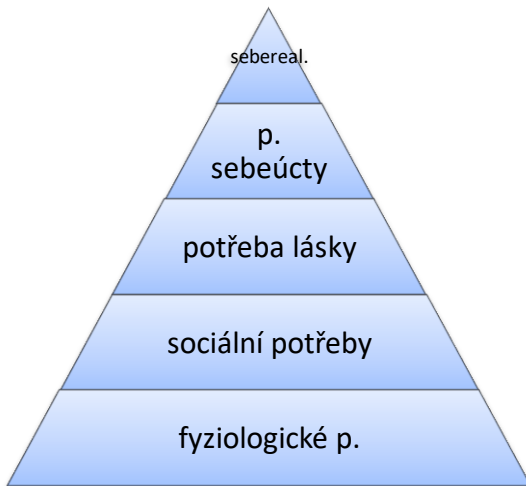 sebereal.
p.
sebeúcty
potřeba lásky
sociální potřeby
fyziologické p.